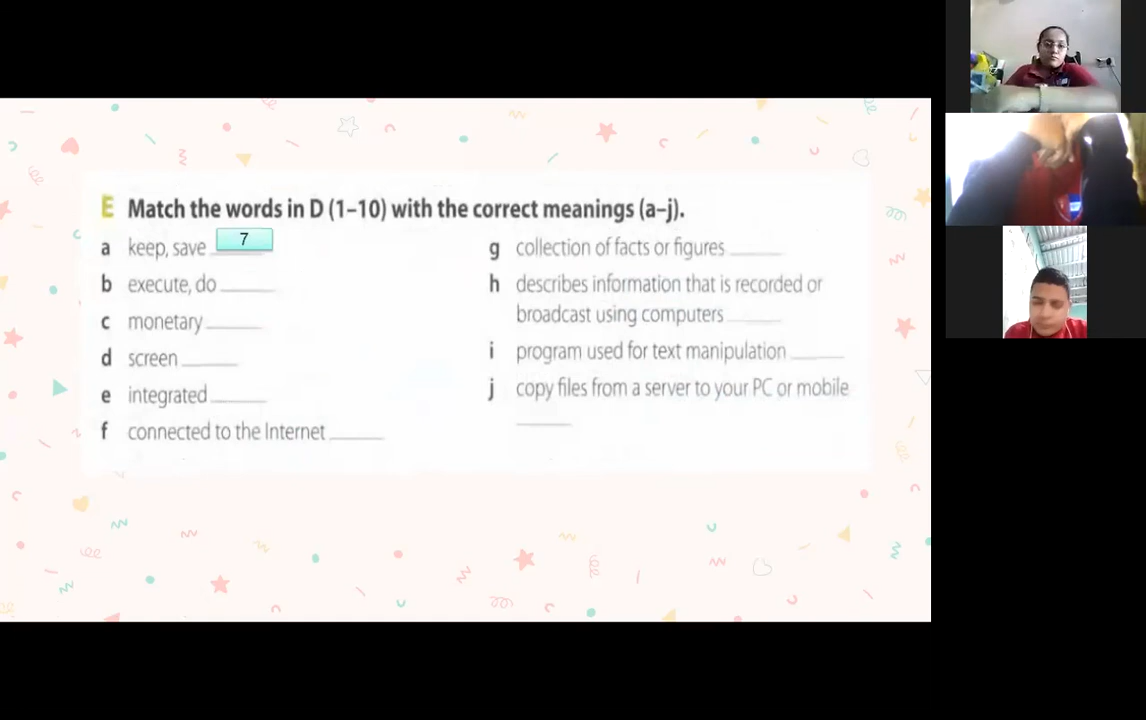 E Match the words in D (1–10) with the correct meanings (a–j).
a keep, save 7
b execute, do
c monetary
d screen
e integrated
f connected to the Internet
g collection of facts or figures
h describes information that is recorded or
broadcast using computers
i program used for text manipulation
j copy files from a server to your PC or mobile